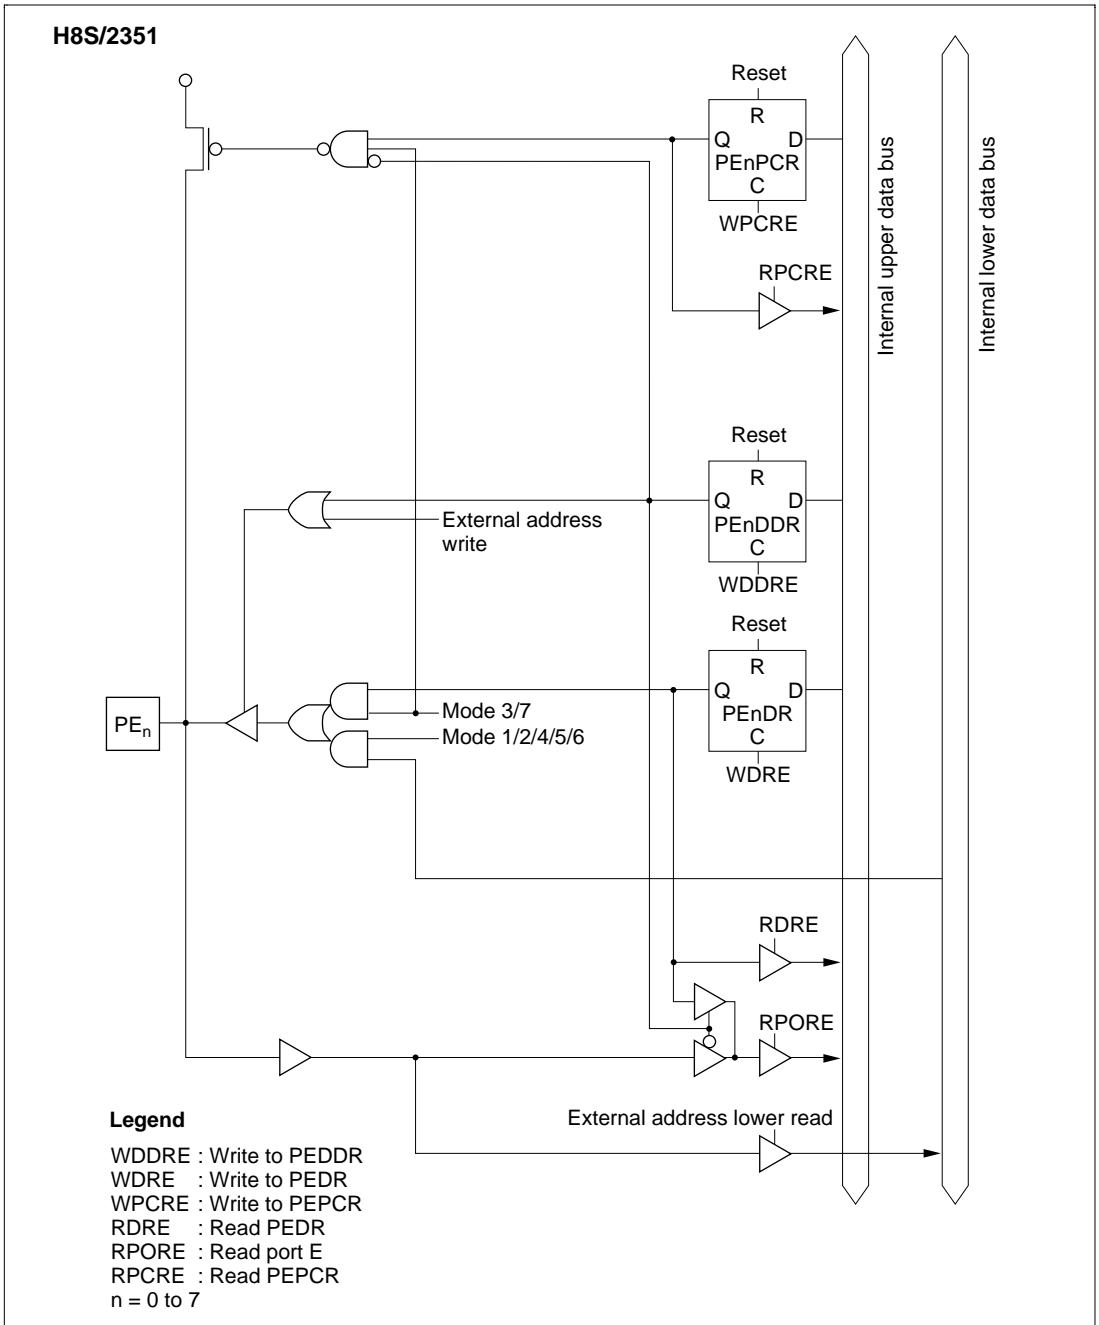 H8S/2351
Reset
R
Q D
PEnPCR
C
WPCRE
RPCRE
Internal upper data bus
Internal lower data bus
Reset
R
Q D
PEnDDR
C
WDDRE
External address
write
Reset
R
Q D
PEnDR
C
WDRE
Mode 3/7
Mode 1/2/4/5/6
PEn
RDRE
RPORE
External address lower read
Legend
WDDRE : Write to PEDDR
WDRE : Write to PEDR
WPCRE : Write to PEPCR
RDRE : Read PEDR
RPORE : Read port E
RPCRE : Read PEPCR
n = 0 to 7